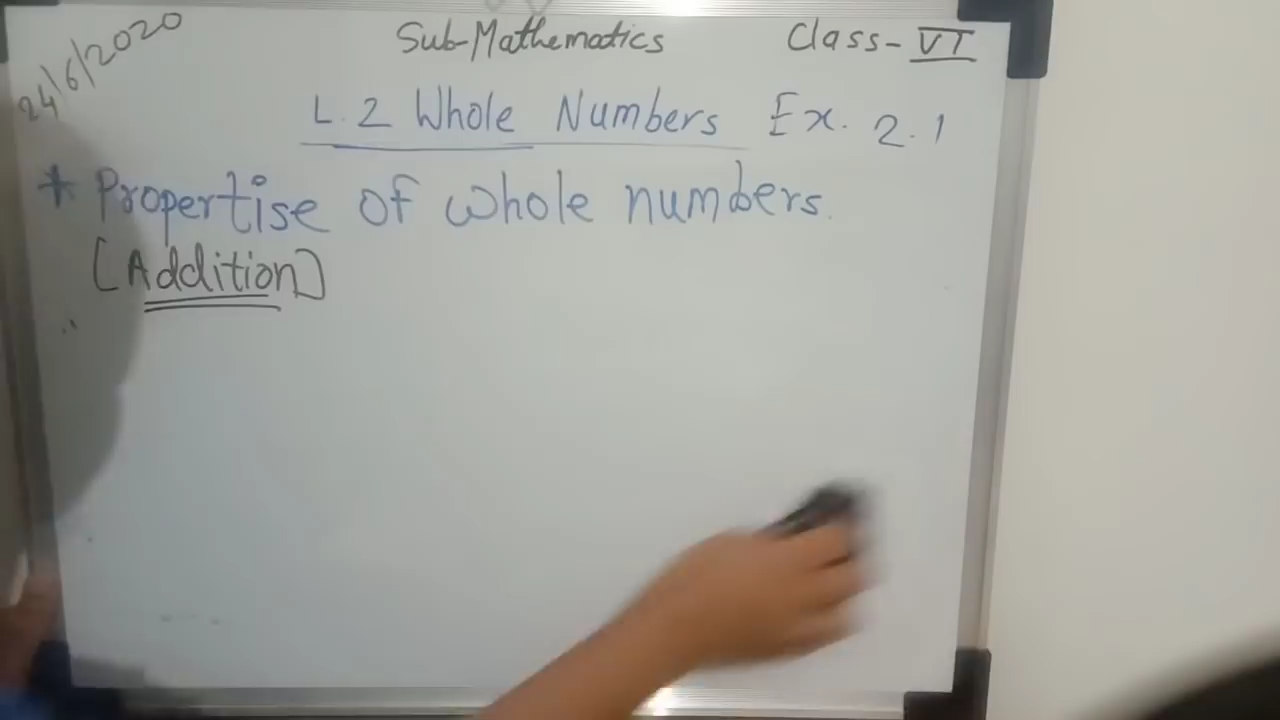 24/6/2020
Sub-Mathematics Class-VI
L.2 Whole Numbers Ex. 2.1
* Propertise of whole numbers.
[Addition]